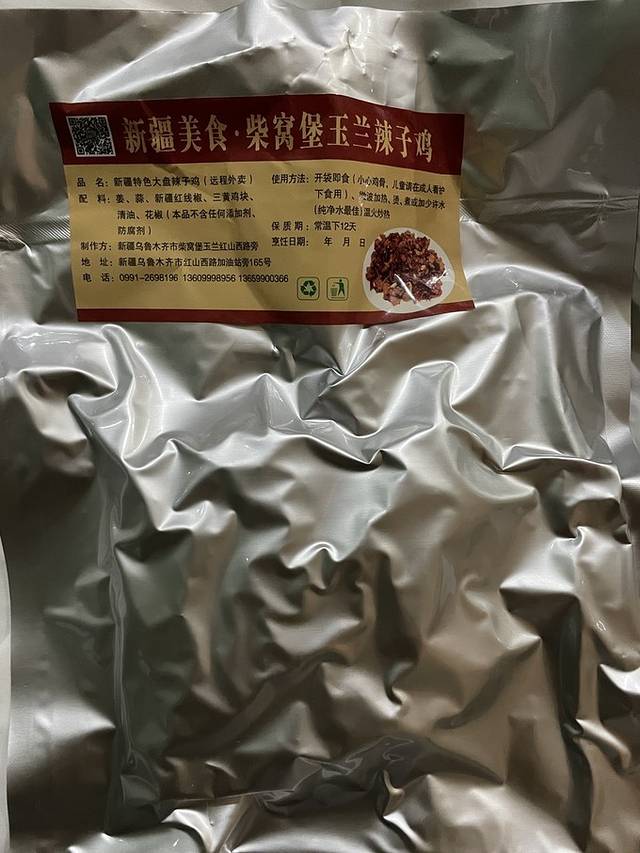 新疆美食·柴窝堡玉兰辣子鸡
品 名：新疆特色大盘辣子鸡（远程外卖）
配 料：姜、蒜、新疆红线椒、三黄鸡块、
清油、花椒（本品不含任何添加剂、
防腐剂）
制作方：新疆乌鲁木齐市柴窝堡玉兰红山西路旁
地 址：新疆乌鲁木齐市红山西路加油站旁165号
电 话：0991-2698196 13609998956 13659900366
使用方法：开袋即食（小心鸡骨，儿童请在成人看护
下食用）、微波加热、烫、煮或加少许水
(纯净水最佳)温火炒热
保 质 期：常温下12天
烹饪日期： 年 月 日